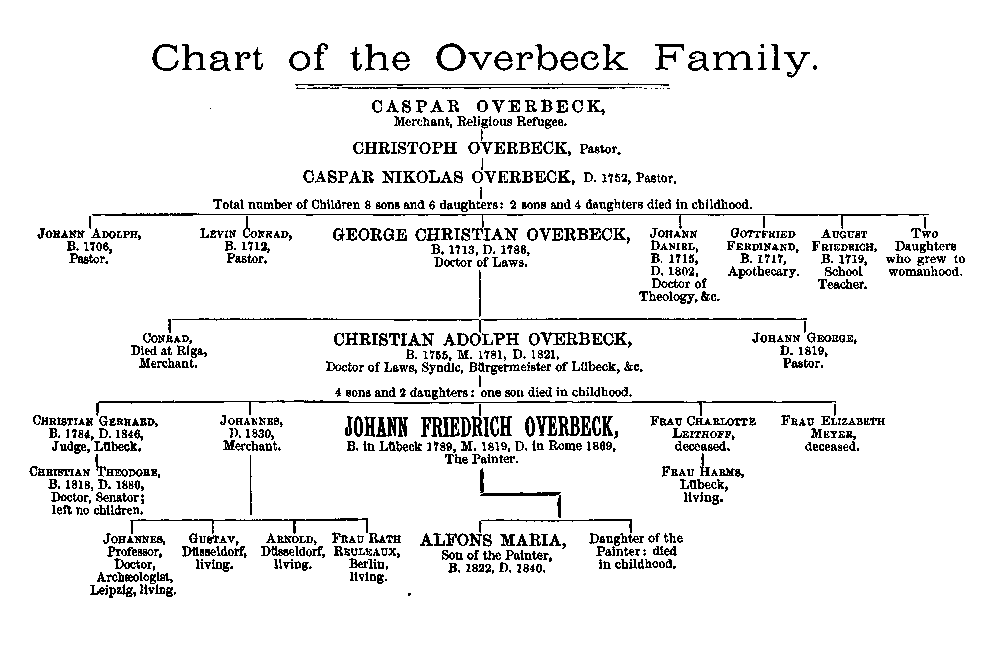 Chart of the Overbeck Family.
CASPAR OVERBECK,
Merchant, Religious Refugee.
CHRISTOPH OVERBECK, Pastor.
CASPAR NIKOLAS OVERBECK, D. 1752, Pastor.
Total number of Children 8 sons and 6 daughters: 2 sons and 4 daughters died in childhood.
JOHANN ADOLPH,
B. 1706,
Pastor.
LEVIN CONRAD,
B. 1712,
Pastor.
GEORGE CHRISTIAN OVERBECK,
B. 1713, D. 1786,
Doctor of Laws.
JOHANN
DANIEL,
B. 1715,
D. 1802,
Doctor of
Theology, &c.
GOTTFRIED
FERDINAND,
B. 1717,
Apothecary.
AUGUST
FRIEDRICH,
B. 1719,
School
Teacher.
TWO
Daughters
who grew to
womanhood.
CONRAD,
Died at Riga,
Merchant.
CHRISTIAN ADOLPH OVERBECK,
B. 1755, M. 1781, D. 1821,
Doctor of Laws, Syndic, Bürgermeister of Lübeck, &c.
JOHANN GEORGE,
D. 1819,
Pastor.
4 sons and 2 daughters: one son died in childhood.
CHRISTIAN GERHARD,
B. 1784, D. 1846,
Judge, Lübeck.
CHRISTIAN THEODORE,
B. 1818, D. 1880,
Doctor, Senator;
left no children.
JOHANNES,
D. 1830,
Merchant.
JOHANN FRIEDRICH OVERBECK,
B. in Lübeck 1789, M. 1819, D. in Rome 1869,
The Painter.
FRAU CHARLOTTE
LEITHOFF,
deceased.
FRAU HARMS,
Lübeck,
living.
FRAU ELIZABETH
MEYER,
deceased.
JOHANNES,
Professor,
Doctor,
Archæologist,
Leipzig, living.
GUSTAV,
Düsseldorf,
living.
ARNOLD,
Düsseldorf,
living.
FRAU RATH
REULEAUX,
Berlin,
living.
ALFONS MARIA,
Son of the Painter,
B. 1822, D. 1840.
Daughter of the
Painter: died
in childhood.